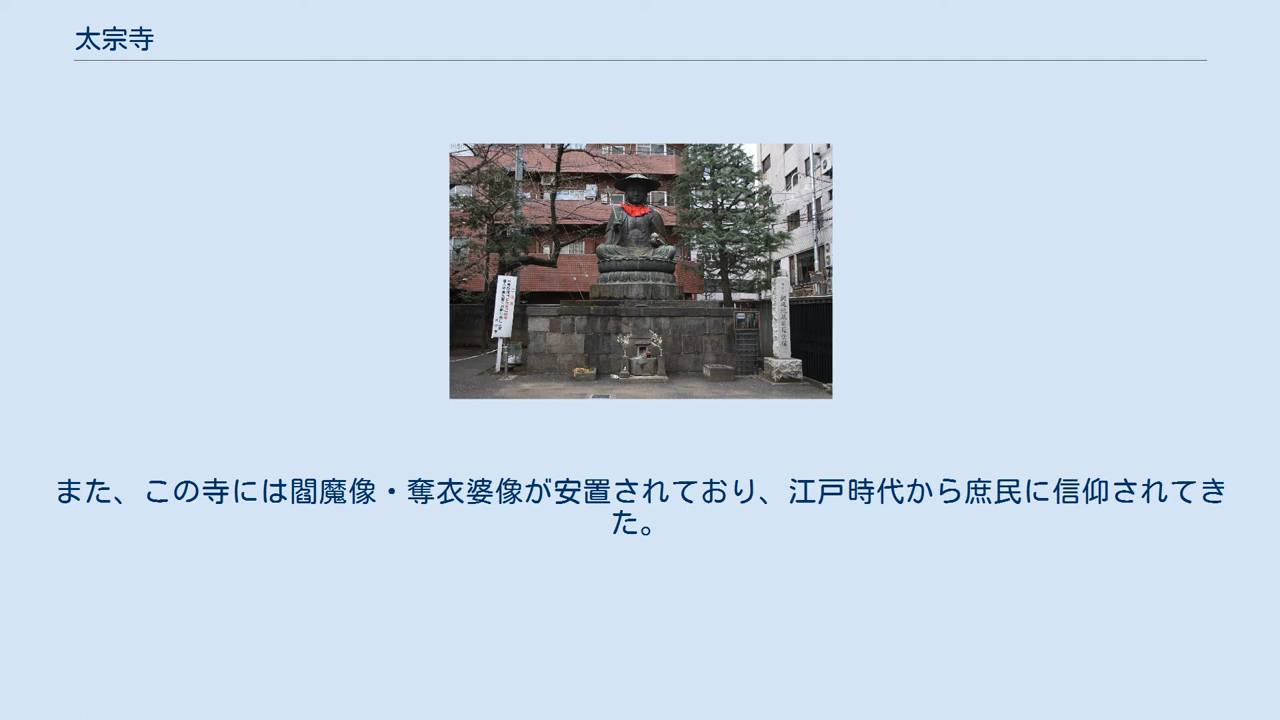 太宗寺
また、この寺には閻魔像・奪衣婆像が安置されており、江戸時代から庶民に信仰されてき
た。